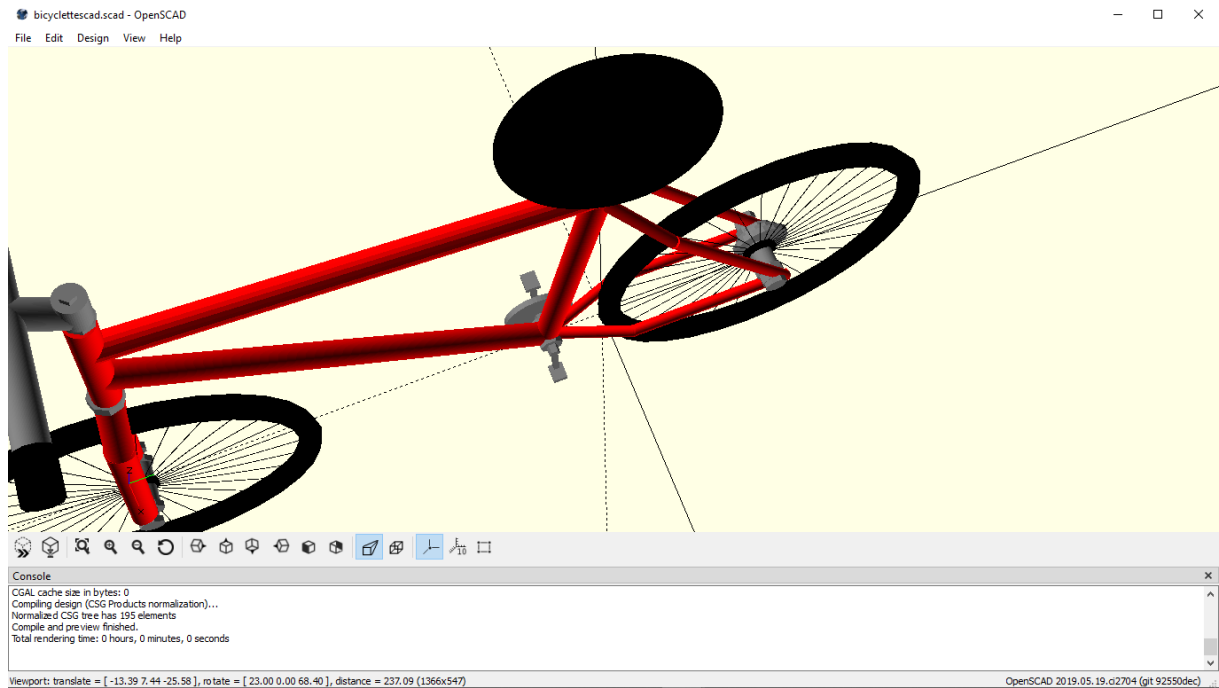 bicyclettescad.scad - OpenSCAD
File Edit Design View Help
Console
CGAL cache size in bytes: 0
Compiling design (CSG Products normalization)...
Normalized CSG tree has 195 elements
Compile and preview finished.
Total rendering time: 0 hours, 0 minutes, 0 seconds
Viewport: translate = [ -13.39 7.44 -25.58 ], rotate = [ 23.00 0.00 68.40 ], distance = 237.09 (1366x547)
OpenSCAD 2019.05.19.ci2704 (git 92550dec)